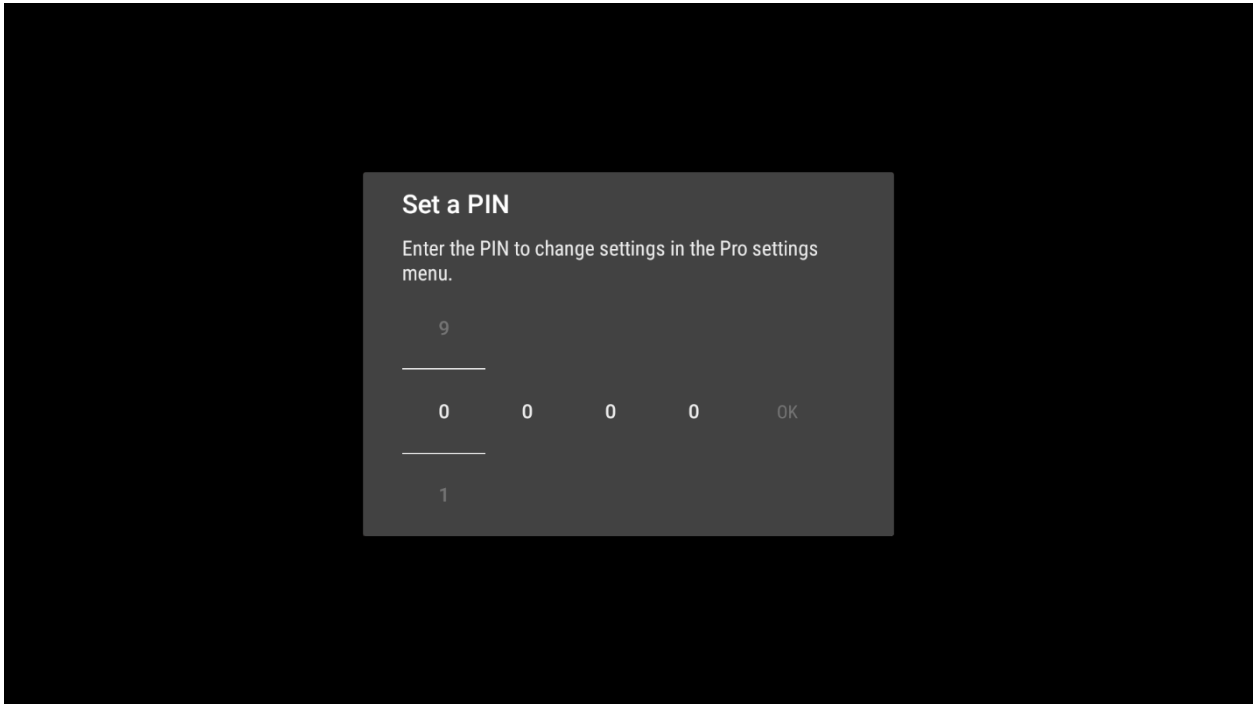 Set a PIN
Enter the PIN to change settings in the Pro settings
menu.
9
0 0 0 0 OK
1